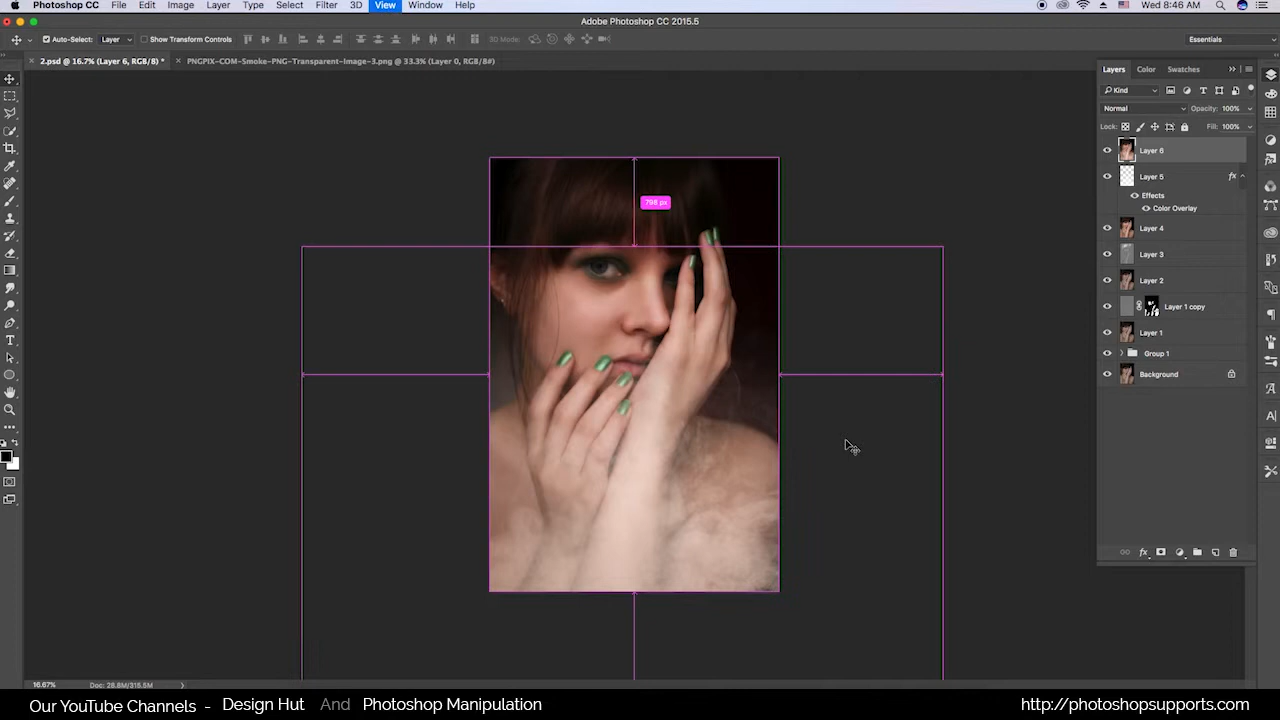 Photoshop CC File Edit Image Layer Type Select Filter 3D View Window Help Wed 8:46 AM
Adobe Photoshop CC 2015.5
Auto-Select: Layer Show Transform Controls 3D Mode: Essentials
2.psd @ 16.7% (Layer 6, RGB/8) * PNGPIX-COM-Smoke-PNG-Transparent-Image-3.png @ 33.3% (Layer 0, RGB/8#)
Layers Color Swatches
Kind
Normal Opacity: 100%
Lock: Fill: 100%
Layer 6
Layer 5 fx
Effects
Color Overlay
Layer 4
Layer 3
Layer 2
Layer 1 copy
Layer 1
Group 1
Background
798 px
16.67% Doc: 28.8M/315.5M
Our YouTube Channels - Design Hut And Photoshop Manipulation http://photoshopsupports.com